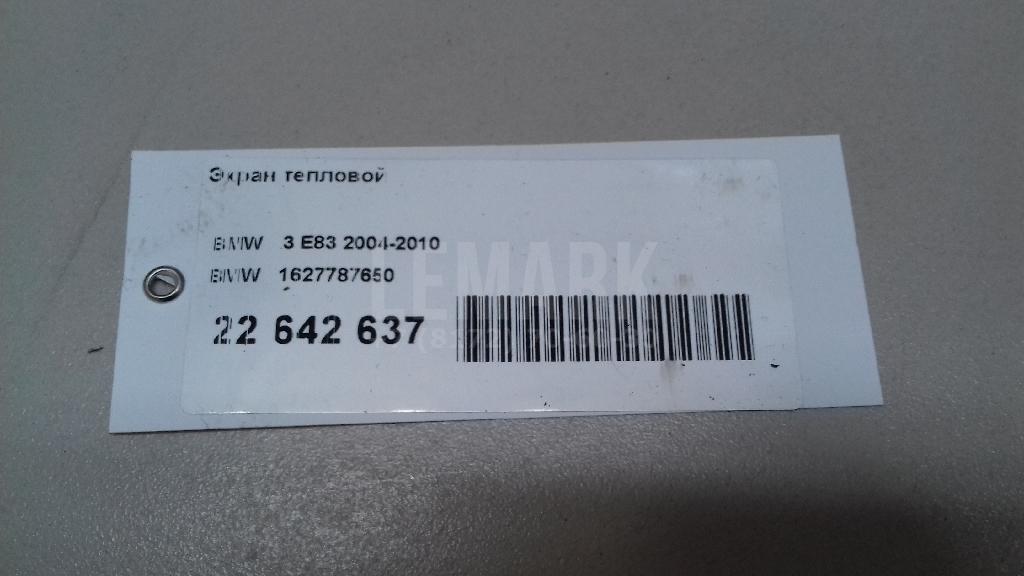 Экран тепловой
BMW 3 E83 2004-2010
BMW 1627787650
22 642 637
LEMARK